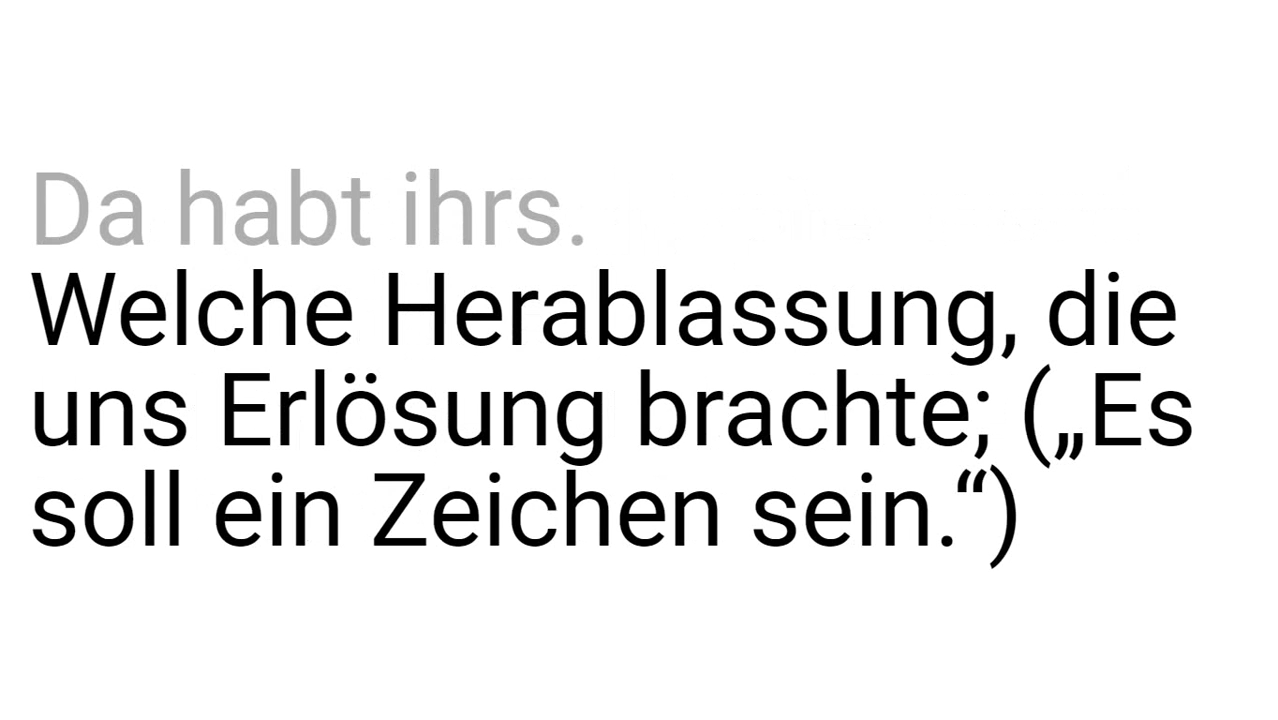 Da habt ihrs.
Welche Herablassung, die
uns Erlösung brachte; („Es
soll ein Zeichen sein.“)